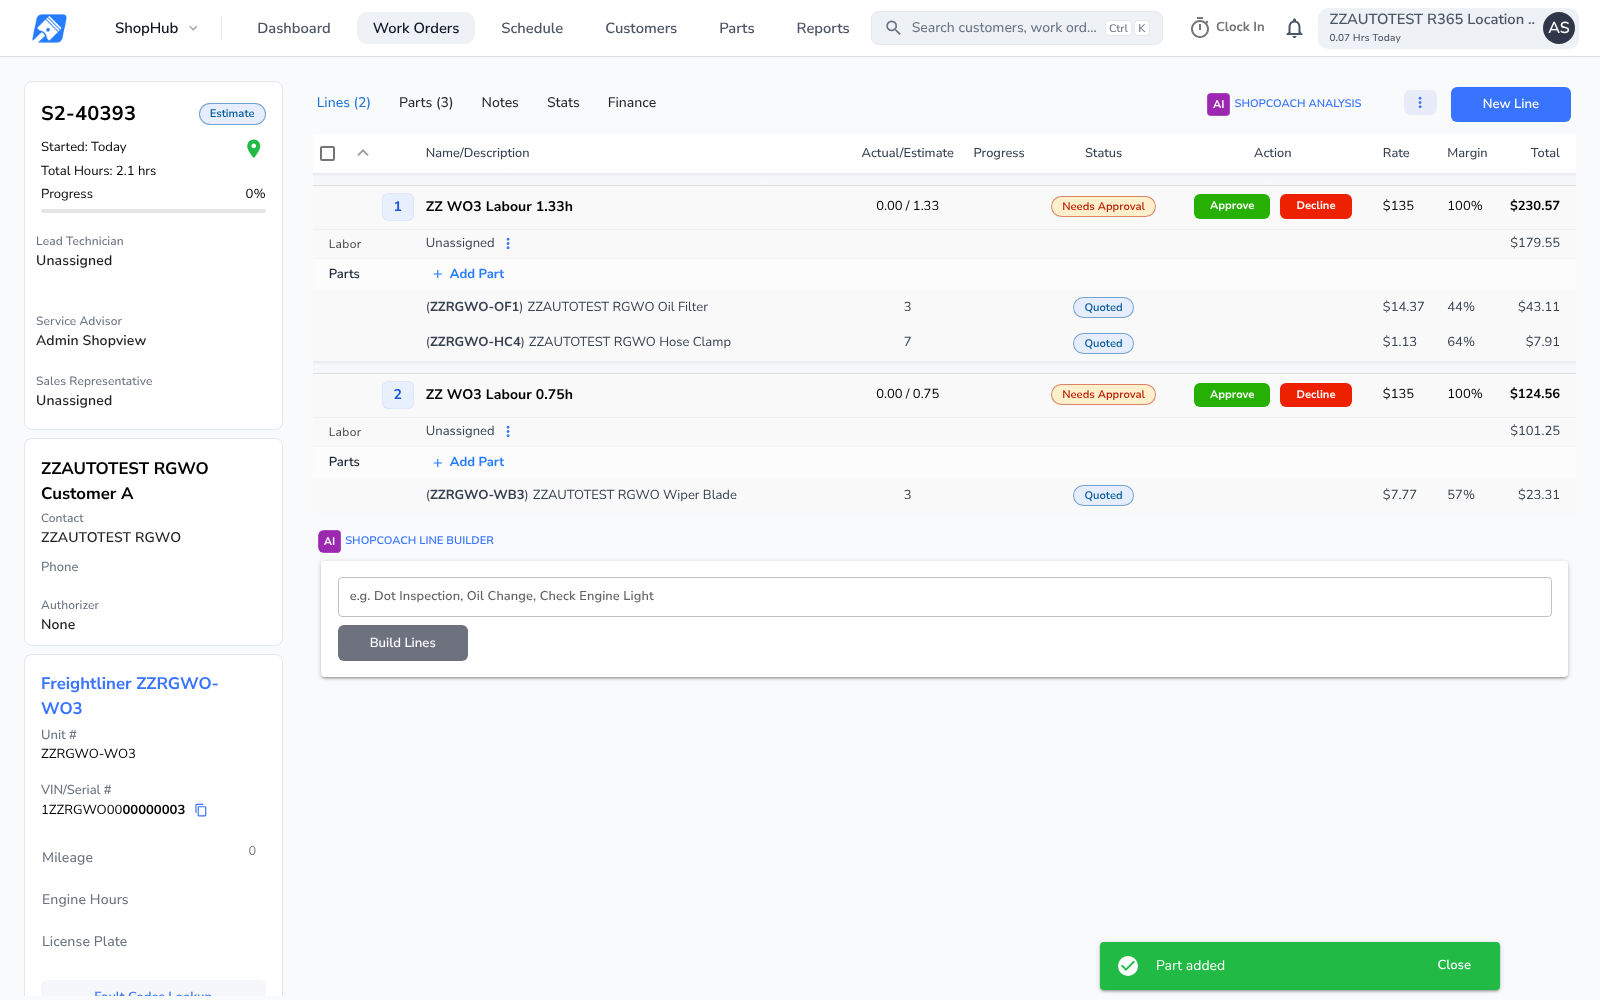 ShopHub
Dashboard
Work Orders
Schedule
Customers
Parts
Reports
Search customers, work ord... Ctrl K
Clock In
ZZAUTOTEST R365 Location ..
0.07 Hrs Today
AS
S2-40393
Estimate
Started: Today
Total Hours: 2.1 hrs
Progress 0%
Lead Technician
Unassigned
Service Advisor
Admin Shopview
Sales Representative
Unassigned
ZZAUTOTEST RGWO
Customer A
Contact
ZZAUTOTEST RGWO
Phone
Authorizer
None
Freightliner ZZRGWO-
WO3
Unit #
ZZRGWO-WO3
VIN/Serial #
1ZZRGWO0000000003
Mileage 0
Engine Hours
License Plate
Fault Codes Lookup
Lines (2) Parts (3) Notes Stats Finance
AI SHOPCOACH ANALYSIS
New Line
Name/Description Actual/Estimate Progress Status Action Rate Margin Total
1 ZZ WO3 Labour 1.33h 0.00 / 1.33 Needs Approval Approve Decline $135 100% $230.57
Labor Unassigned $179.55
Parts + Add Part
(ZZRGWO-OF1) ZZAUTOTEST RGWO Oil Filter 3 Quoted $14.37 44% $43.11
(ZZRGWO-HC4) ZZAUTOTEST RGWO Hose Clamp 7 Quoted $1.13 64% $7.91
2 ZZ WO3 Labour 0.75h 0.00 / 0.75 Needs Approval Approve Decline $135 100% $124.56
Labor Unassigned $101.25
Parts + Add Part
(ZZRGWO-WB3) ZZAUTOTEST RGWO Wiper Blade 3 Quoted $7.77 57% $23.31
AI SHOPCOACH LINE BUILDER
e.g. Dot Inspection, Oil Change, Check Engine Light
Build Lines
Part added Close